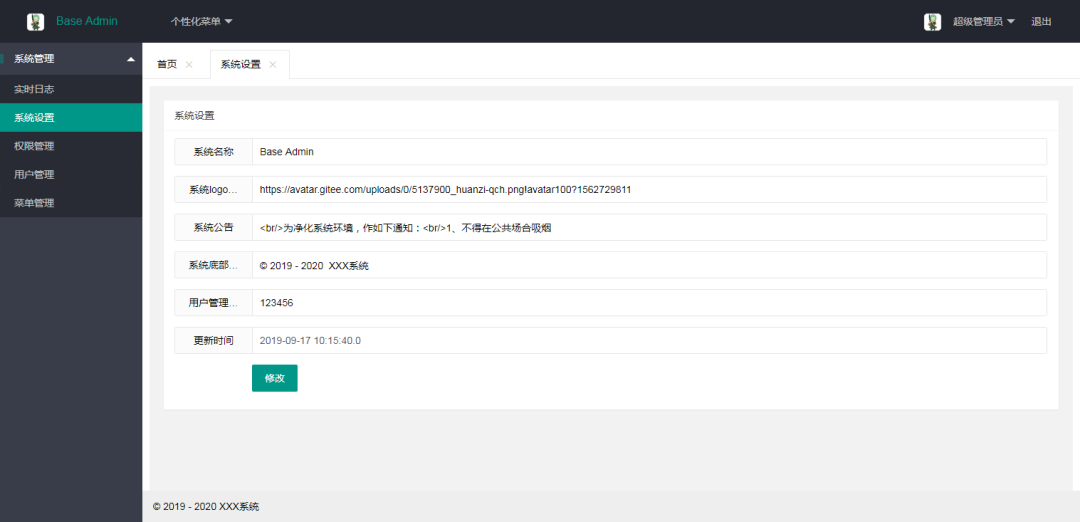 Base Admin
个性化菜单
超级管理员
退出
系统管理
实时日志
系统设置
权限管理
用户管理
菜单管理
首页
系统设置
系统设置
系统名称 Base Admin
系统logo... https://avatar.gitee.com/uploads/0/5137900_huanzi-qch.png!avatar100?1562729811
系统公告 <br/>为净化系统环境，作如下通知：<br/>1、不得在公共场合吸烟
系统底部... © 2019 - 2020  XXX系统
用户管理... 123456
更新时间 2019-09-17 10:15:40.0
修改
© 2019 - 2020 XXX系统